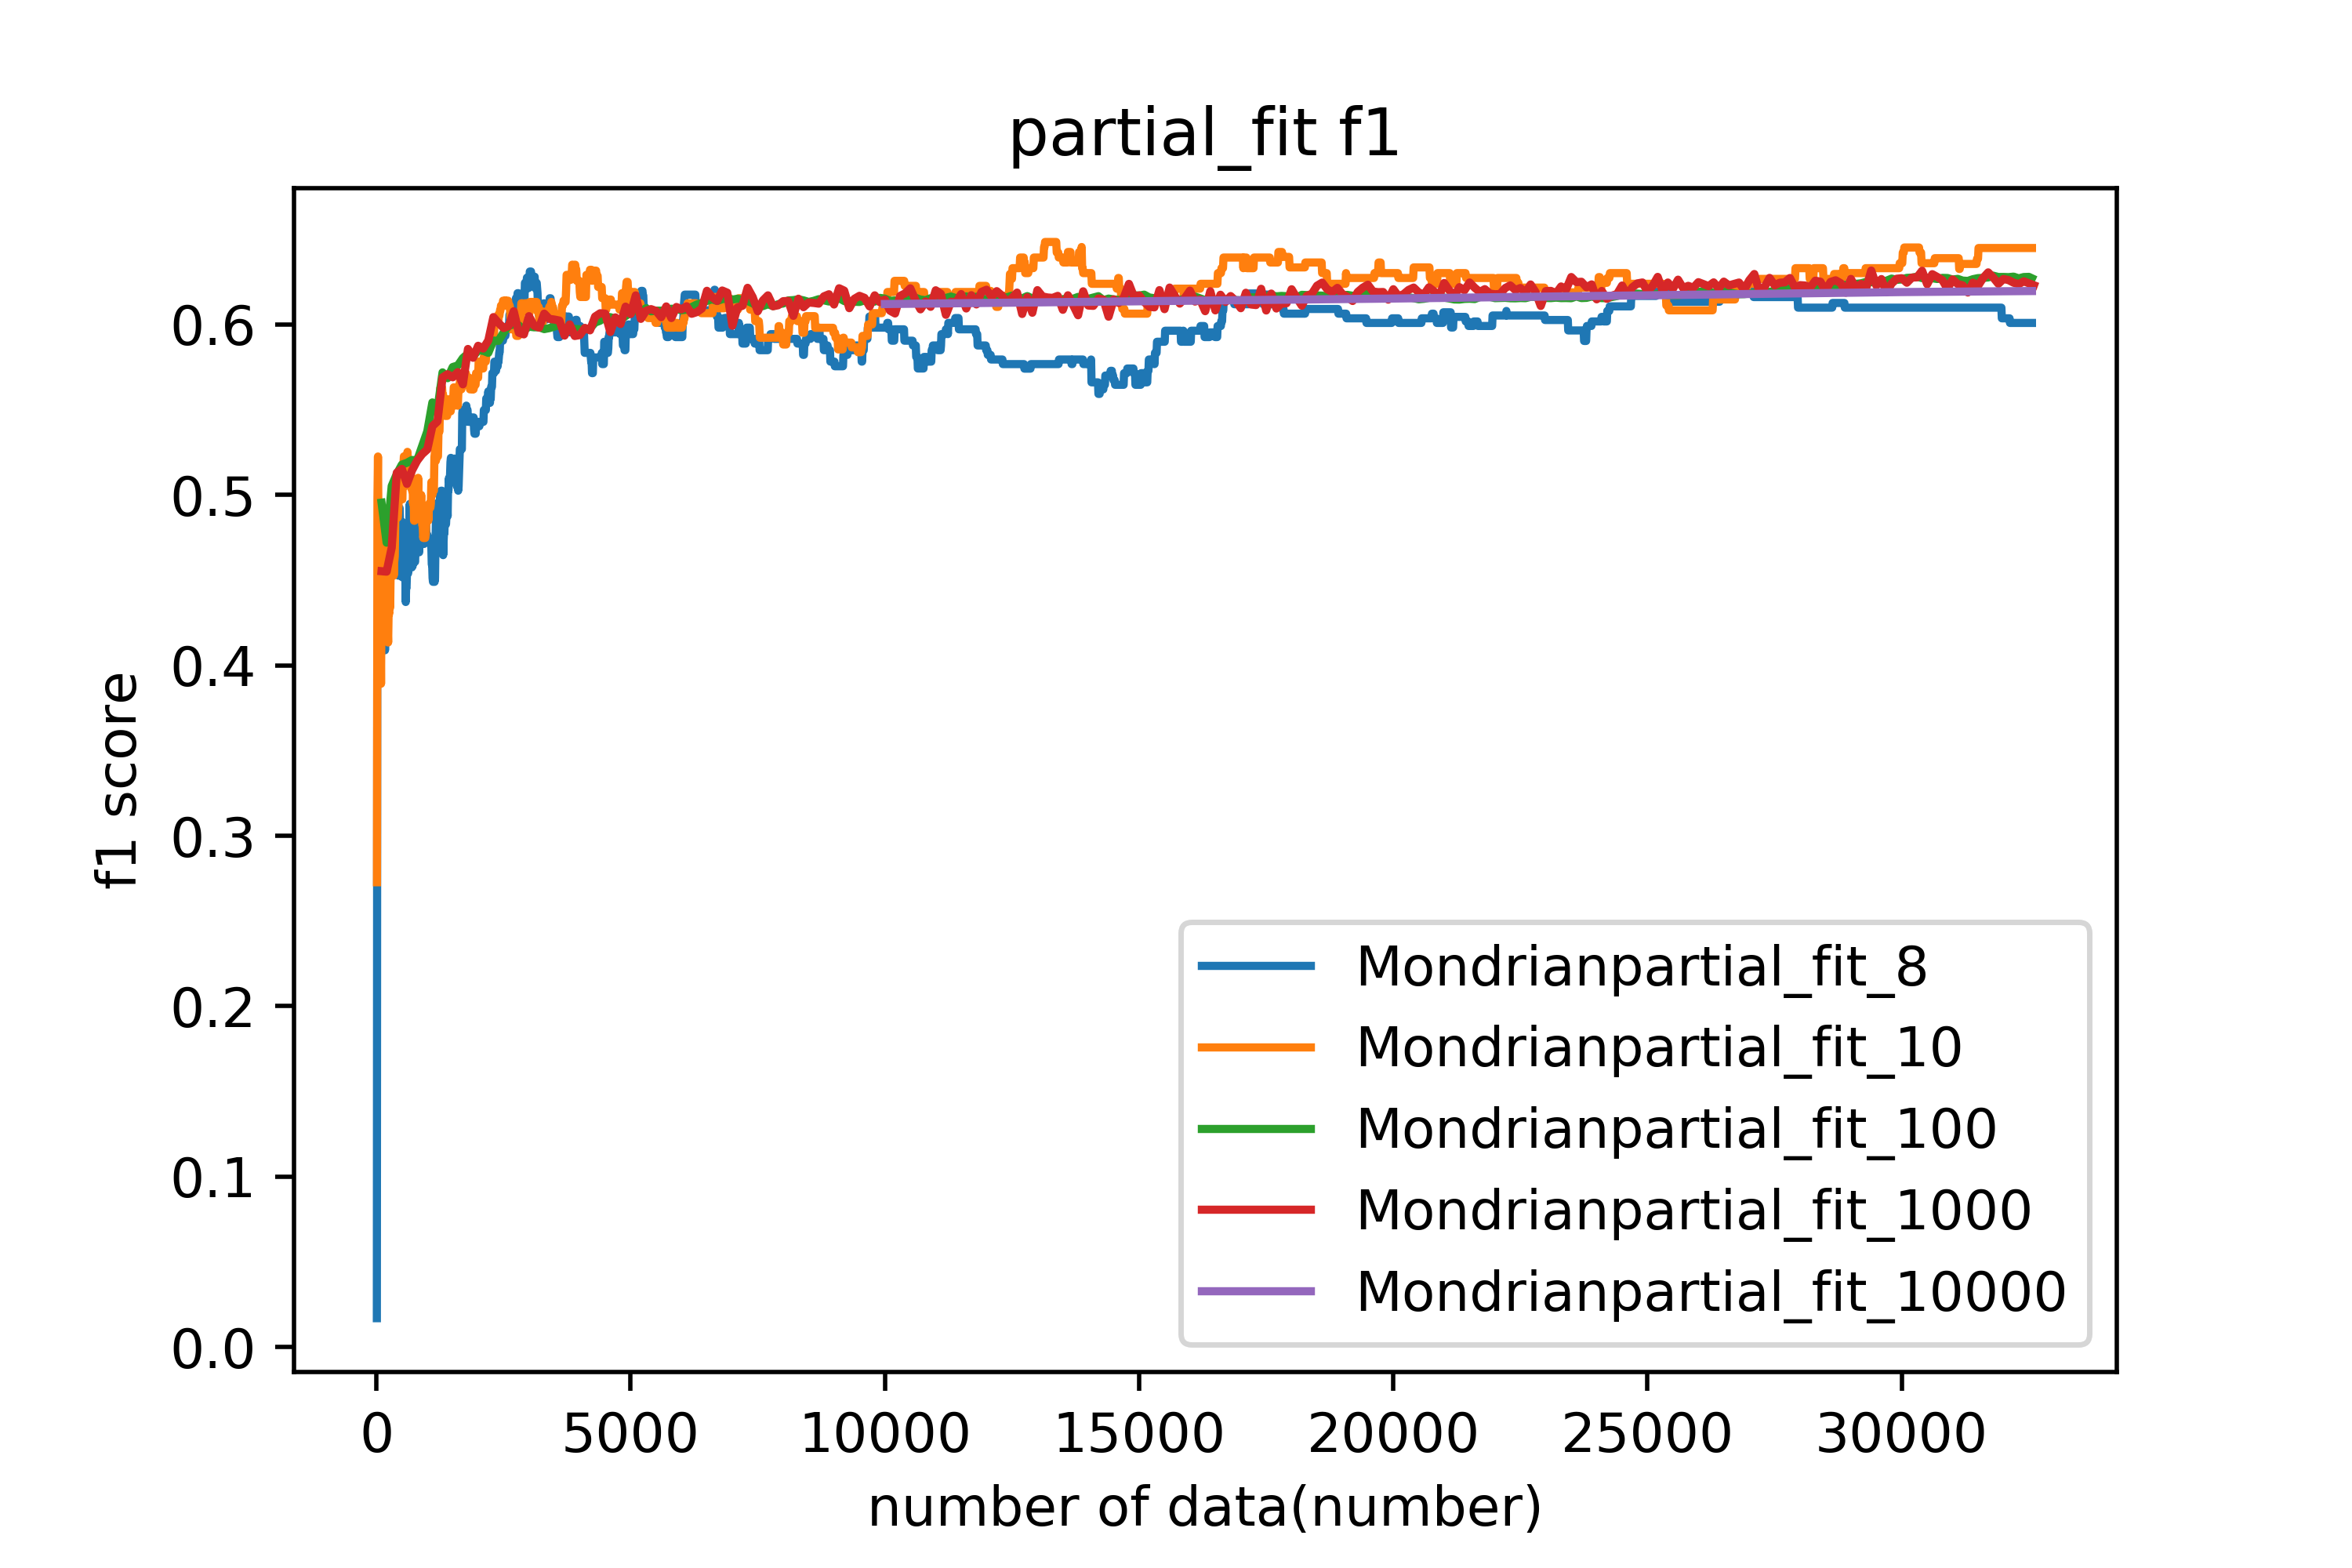 partial_fit f1
f1 score
0.6
0.5
0.4
0.3
0.2
0.1
0.0
Mondrianpartial_fit_8
Mondrianpartial_fit_10
Mondrianpartial_fit_100
Mondrianpartial_fit_1000
Mondrianpartial_fit_10000
0 5000 10000 15000 20000 25000 30000
number of data(number)